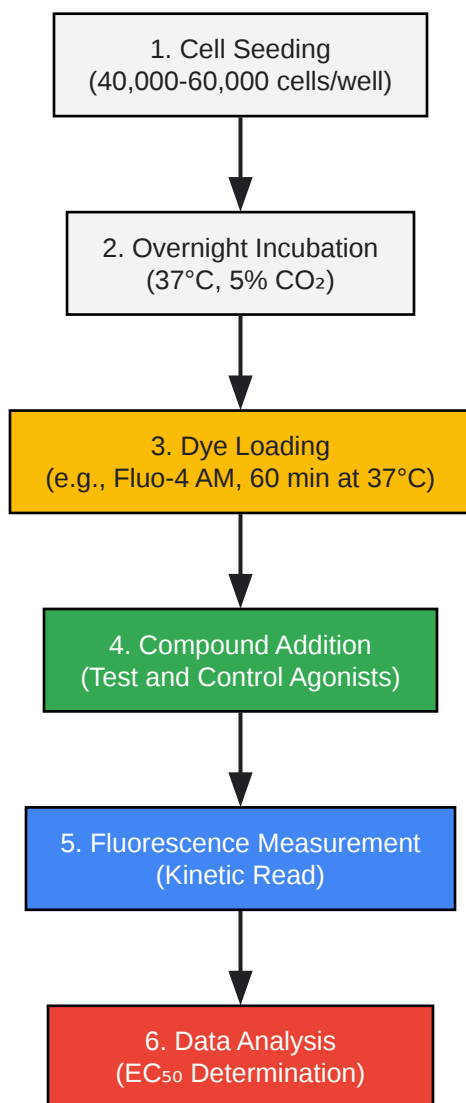 1. Cell Seeding
(40,000-60,000 cells/well)
2. Overnight Incubation
(37°C, 5% CO₂)
3. Dye Loading
(e.g., Fluo-4 AM, 60 min at 37°C)
4. Compound Addition
(Test and Control Agonists)
5. Fluorescence Measurement
(Kinetic Read)
6. Data Analysis
(EC₅₀ Determination)